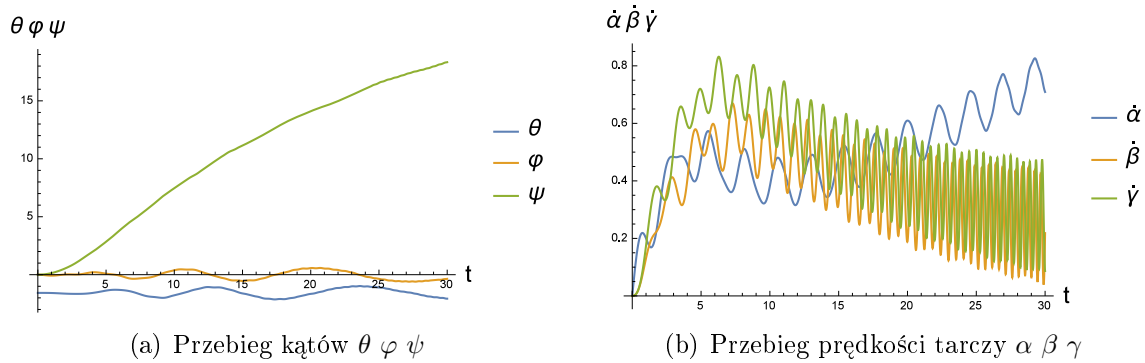 θ φ ψ
15
10
5
5 10 15 20 25 30 t
θ
φ
ψ
(a) Przebieg kątów θ φ ψ
α̇ β̇ γ̇
0.8
0.6
0.4
0.2
5 10 15 20 25 30 t
α̇
β̇
γ̇
(b) Przebieg prędkości tarczy α β γ